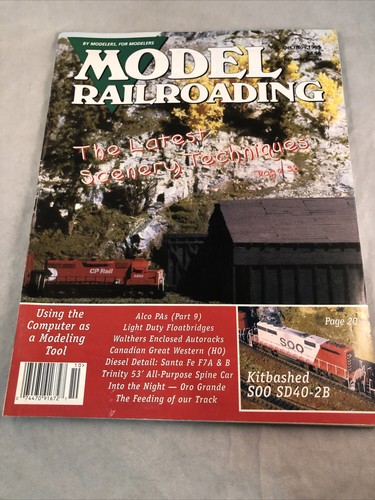 BY MODELERS, FOR MODELERS
MODEL
RAILROADING
The Latest
Scenery Techniques
CP Rail
Using the
Computer as
a Modeling
Tool
Alco PAs (Part 9)
Light Duty Floatbridges
Walthers Enclosed Autoracks
Canadian Great Western (HO)
Diesel Detail: Santa Fe F7A & B
Trinity 53' All-Purpose Spine Car
Into the Night — Oro Grande
The Feeding of our Track
Page 20
SOO
Kitbashed
SOO SD40-2B
10
74470 91672